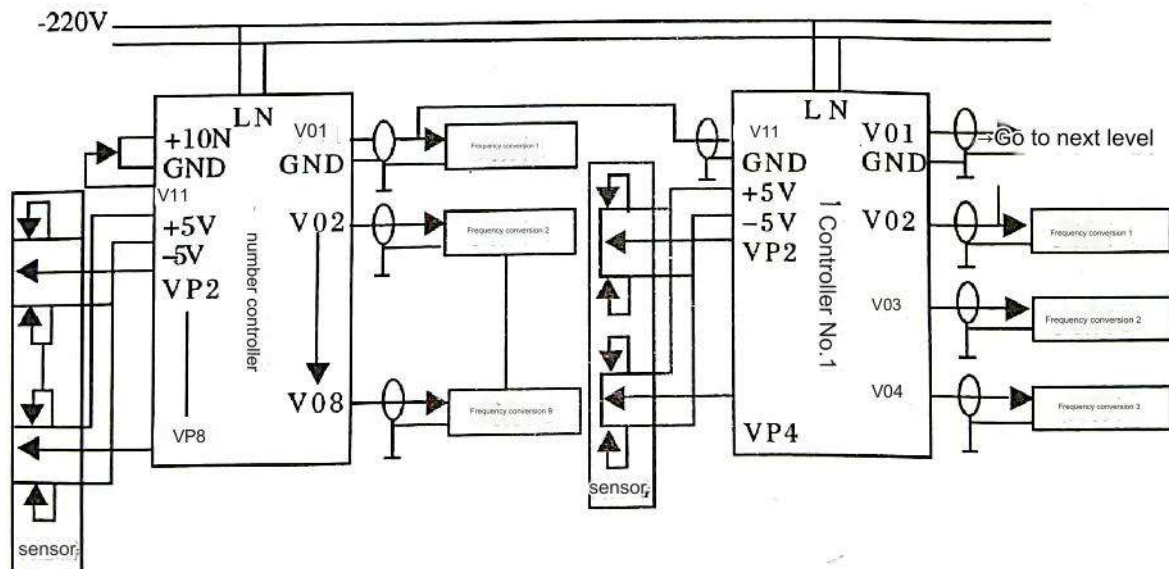 -220V
LN
+10N
GND
V11
+5V
-5V
VP2
VP8
number controller
V01
GND
V02
V08
Frequency conversion 1
Frequency conversion 2
Frequency conversion 8
sensor
LN
V11
GND
+5V
-5V
VP2
VP4
1 Controller No.1
V01
GND
V02
V03
V04
→Go to next level
Frequency conversion 1
Frequency conversion 2
Frequency conversion 3
sensor